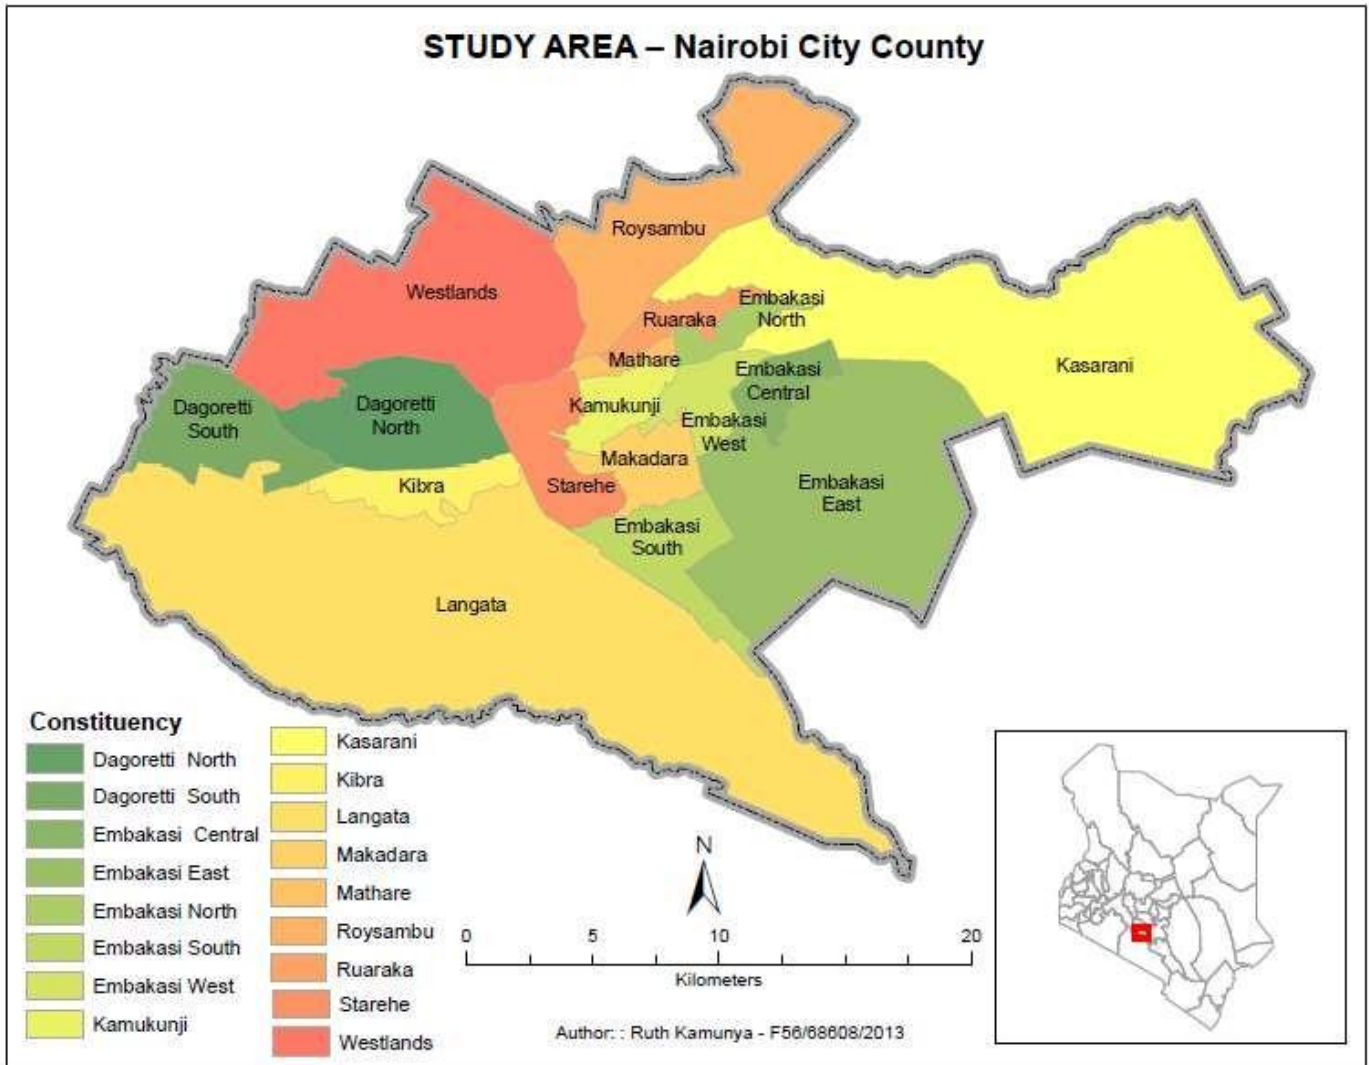 STUDY AREA – Nairobi City County
Roysambu
Westlands
Embakasi
North
Ruaraka
Mathare
Kasarani
Embakasi
Central
Dagoretti
South
Dagoretti
North
Kamukunji
Embakasi
West
Makadara
Kibra
Starehe
Embakasi
East
Embakasi
South
Langata
Constituency
Dagoretti North
Dagoretti South
Embakasi Central
Embakasi East
Embakasi North
Embakasi South
Embakasi West
Kamukunji
Kasarani
Kibra
Langata
Makadara
Mathare
Roysambu
Ruaraka
Starehe
Westlands
N
0 5 10 20
Kilometers
Author: : Ruth Kamunya - F56/68608/2013